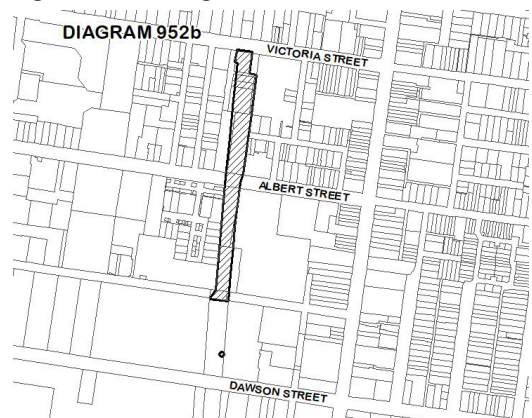 DIAGRAM 952b
VICTORIA STREET
ALBERT STREET
DAWSON STREET